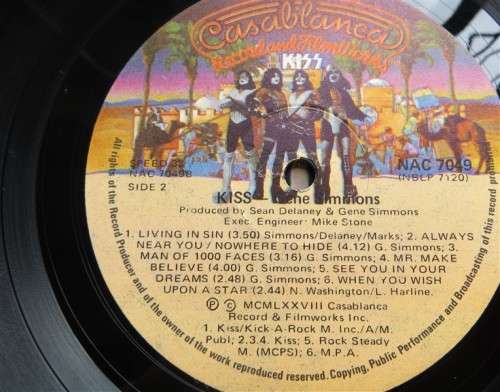 Casablanca
Record and FilmWorks
KISS
SPEED 33
NAC 7049B
SIDE 2
NAC 7049
(NBLP 7120)
KISS Gene Simmons
Produced by Sean Delaney & Gene Simmons
Exec. Engineer: Mike Stone
1. LIVING IN SIN (3.50) Simmons/Delaney/Marks; 2. ALWAYS
NEAR YOU/NOWHERE TO HIDE (4.12) G. Simmons; 3.
MAN OF 1000 FACES (3.16) G. Simmons; 4. MR. MAKE
BELIEVE (4.00) G. Simmons; 5. SEE YOU IN YOUR
DREAMS (2.48) G. Simmons; 6. WHEN YOU WISH
UPON A STAR (2.44) N. Washington/L. Harline.
Ⓟ © MCMLXXVIII Casablanca
Record & Filmworks Inc.
1. Kiss/Kick-A-Rock M. Inc./A/M.
Publ; 2.3.4. Kiss; 5. Rock Steady
M. (MCPS); 6. M.P.A.
All rights of the Record Producer and of the owner of the work reproduced reserved. Copying, Public Performance and Broadcasting of this